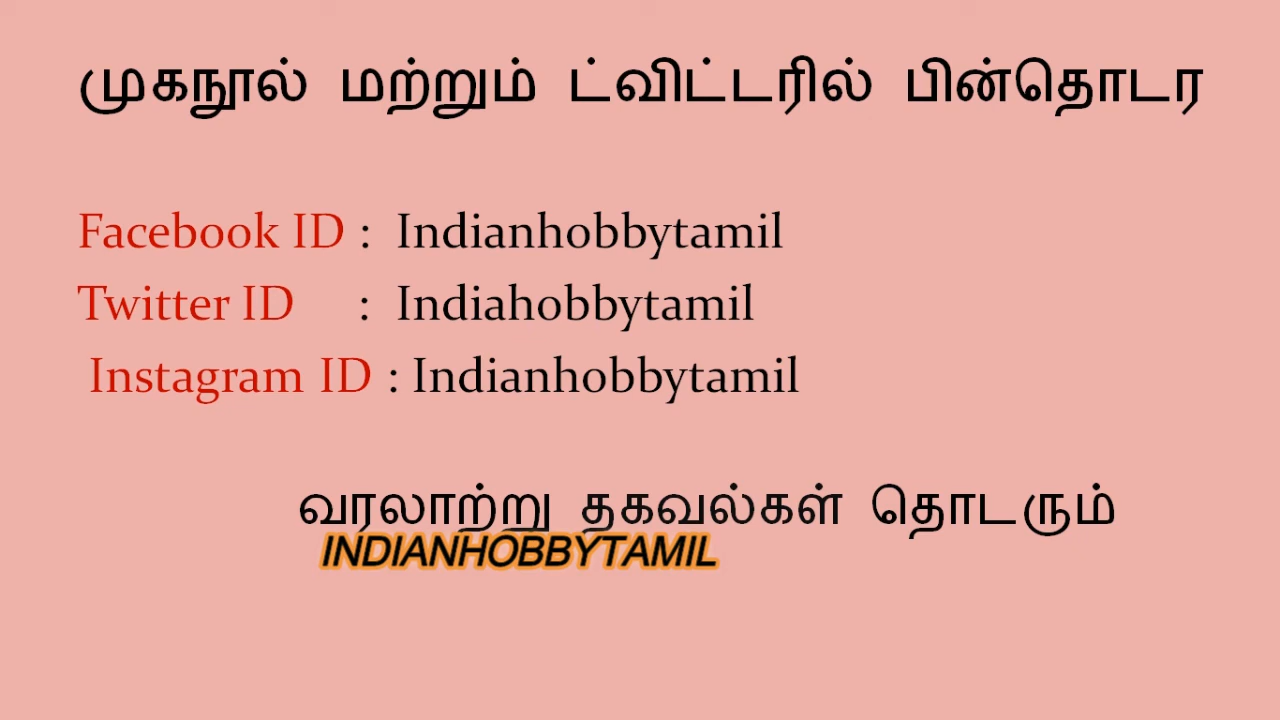 முகநூல் மற்றும் ட்விட்டரில் பின்தொடர
Facebook ID : Indianhobbytamil
Twitter ID : Indiahobbytamil
Instagram ID : Indianhobbytamil
வரலாற்று தகவல்கள் தொடரும்
INDIANHOBBYTAMIL